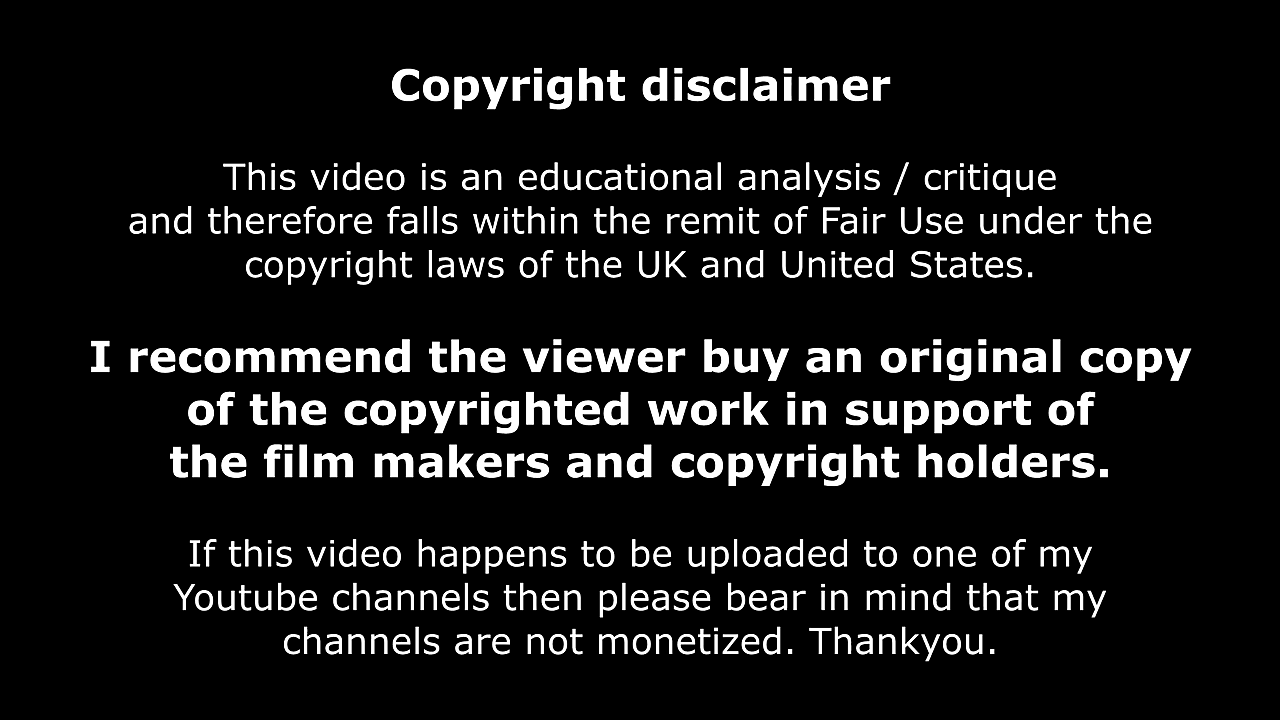 Copyright disclaimer
This video is an educational analysis / critique
and therefore falls within the remit of Fair Use under the
copyright laws of the UK and United States.
I recommend the viewer buy an original copy
of the copyrighted work in support of
the film makers and copyright holders.
If this video happens to be uploaded to one of my
Youtube channels then please bear in mind that my
channels are not monetized. Thankyou.